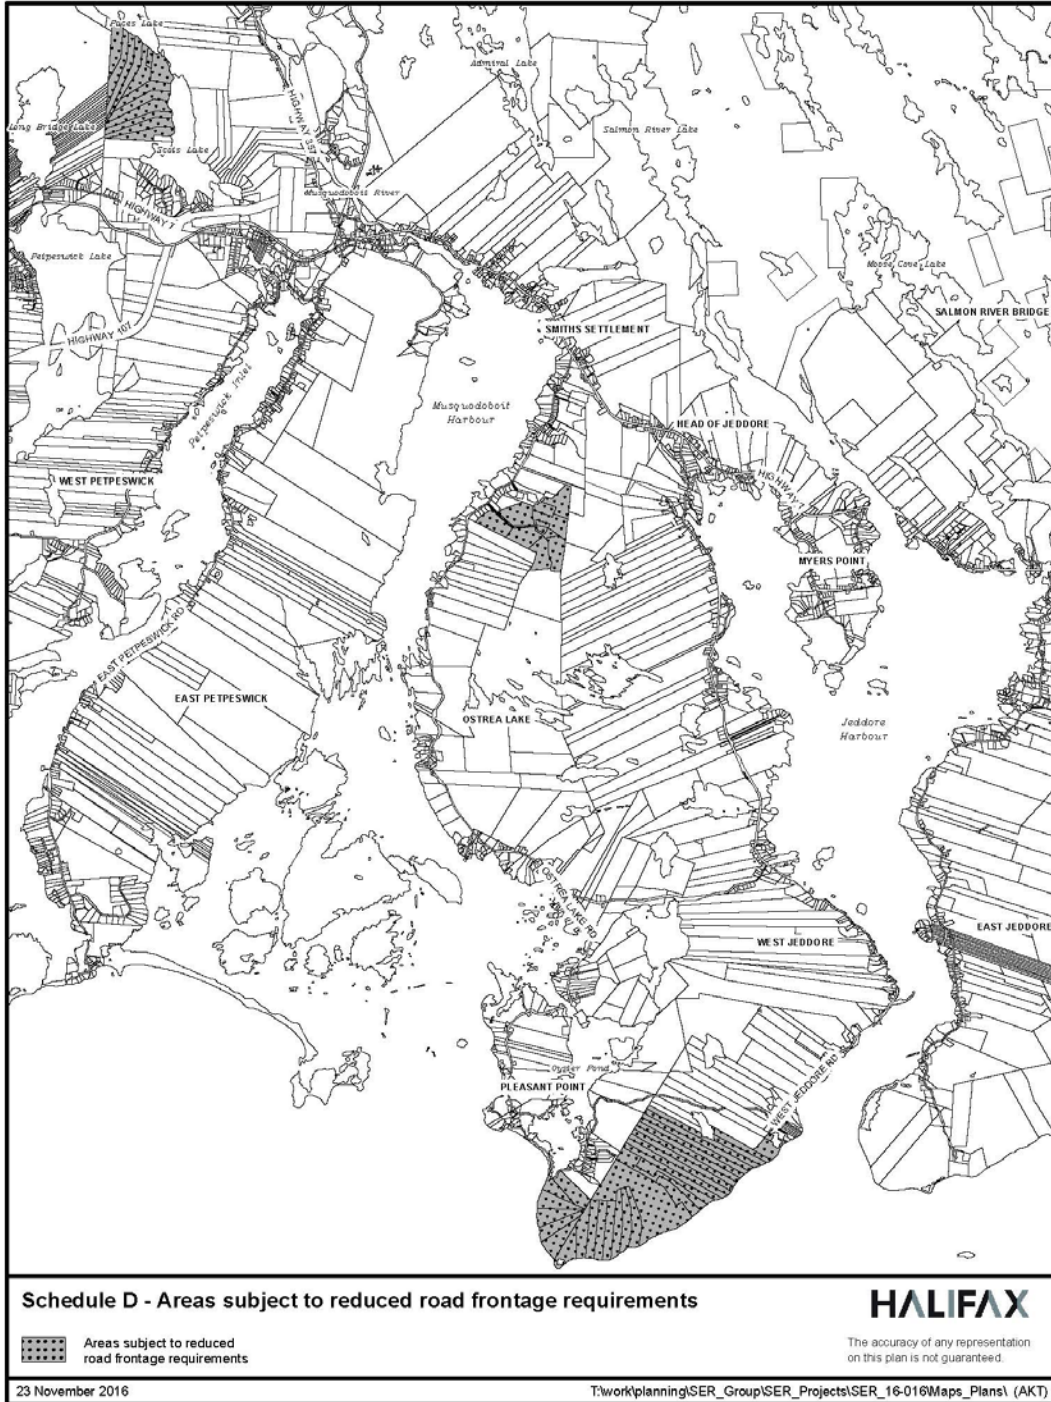 Paces Lake
Admiral Lake
Long Bridge Lake
Scots Lake
HIGHWAY 357
Salmon River Lake
Musquodoboit River
HIGHWAY 7
Petpeswick Lake
Moose Cove Lake
SALMON RIVER BRIDGE
HIGHWAY 107
SMITHS SETTLEMENT
Petpeswick Inlet
Musquodoboit
Harbour
HEAD OF JEDDORE
HIGHWAY 7
WEST PETPESWICK
MYERS POINT
EAST PETPESWICK RD
EAST PETPESWICK
OSTREA LAKE
Jeddore
Harbour
OSTREA LAKE RD
EAST JEDDORE
WEST JEDDORE
Oyster Pond
PLEASANT POINT
WEST JEDDORE RD
Schedule D - Areas subject to reduced road frontage requirements
HALIFAX
Areas subject to reduced
road frontage requirements
The accuracy of any representation
on this plan is not guaranteed.
23 November 2016
T:\work\planning\SER_Group\SER_Projects\SER_16-016\Maps_Plans\ (AKT)